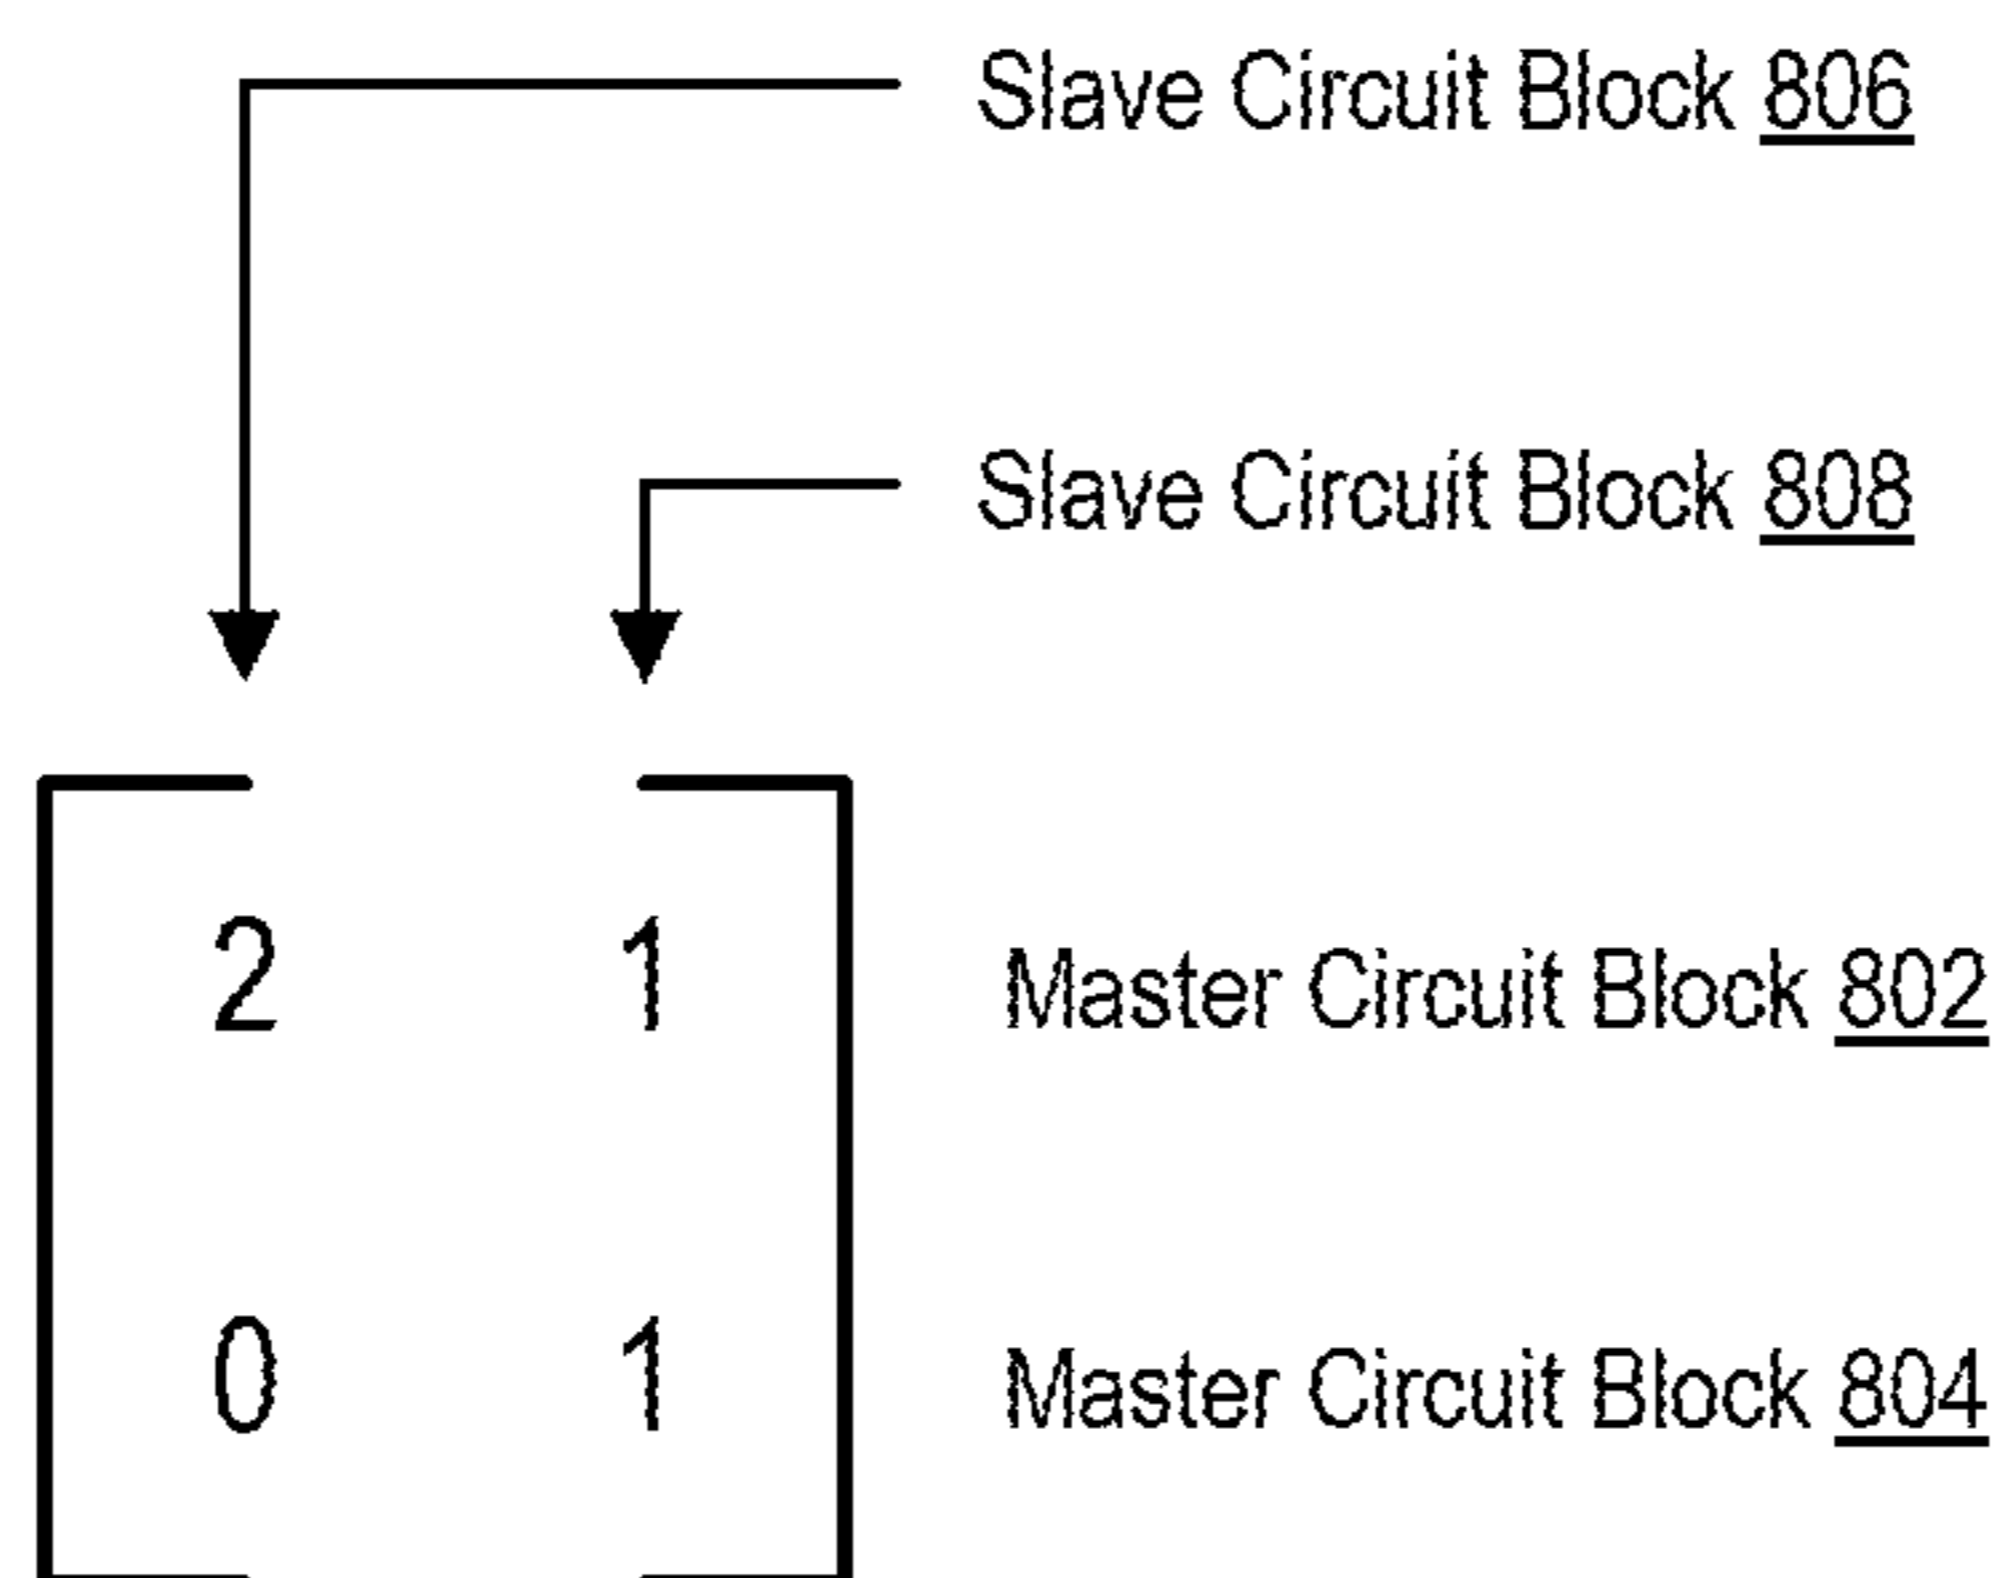 Slave Circuit Block 806
Slave Circuit Block 808
2 1 Master Circuit Block 802
0 1 Master Circuit Block 804